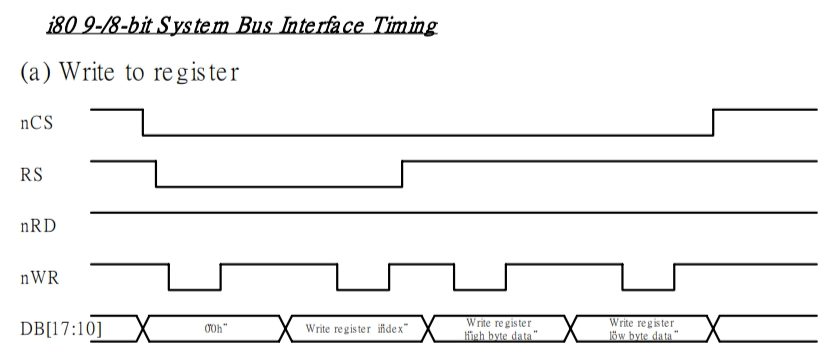 i80 9-/8-bit System Bus Interface Timing
(a) Write to register
nCS
RS
nRD
nWR
DB[17:10]
"00h"
Write register "index"
Write register
"high byte data"
Write register
"low byte data"